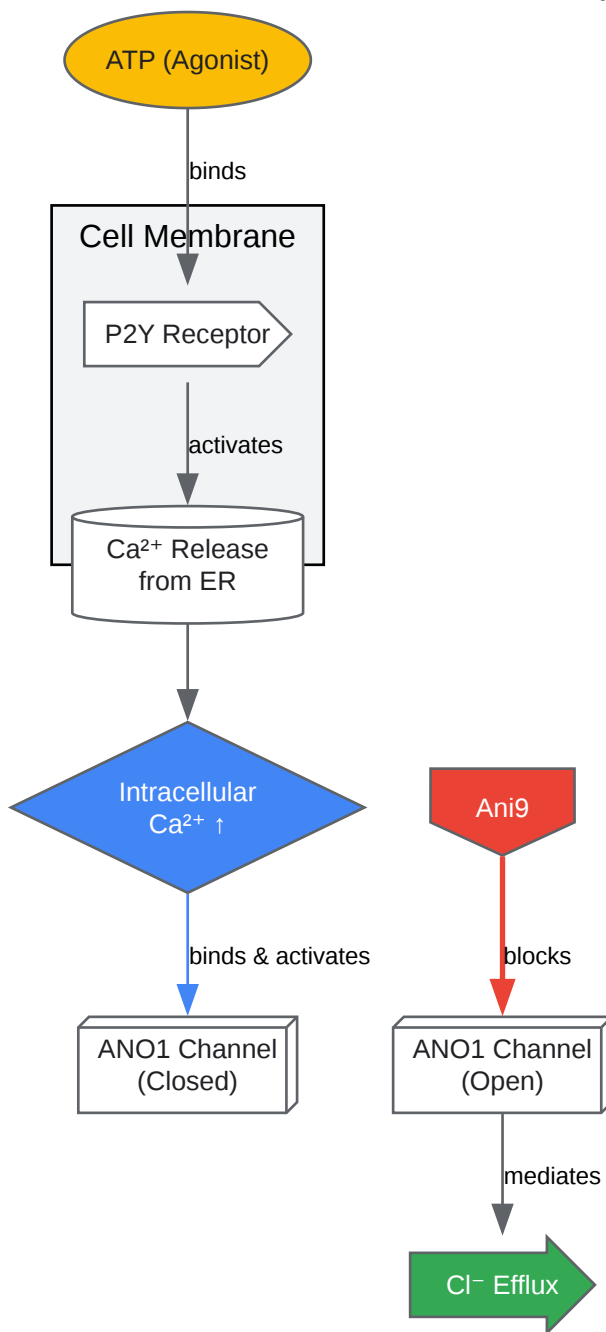 ATP (Agonist)
binds
Cell Membrane
P2Y Receptor
activates
Ca²⁺ Release
from ER
Intracellular
Ca²⁺ ↑
binds & activates
ANO1 Channel
(Closed)
Ani9
blocks
ANO1 Channel
(Open)
mediates
Cl⁻ Efflux